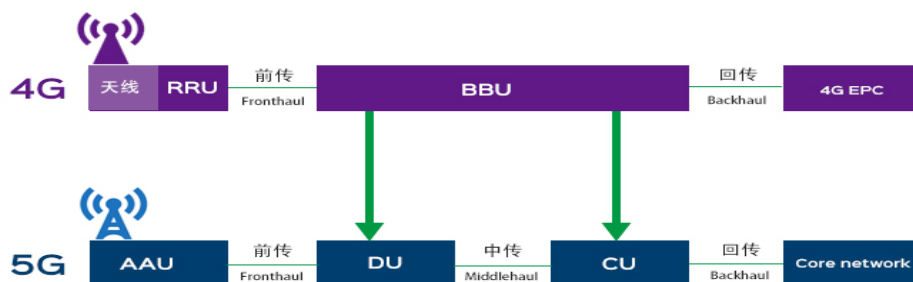 4G
天线
RRU
前传
Fronthaul
BBU
回传
Backhaul
4G EPC
5G
AAU
前传
Fronthaul
DU
中传
Middlehaul
CU
回传
Backhaul
Core network